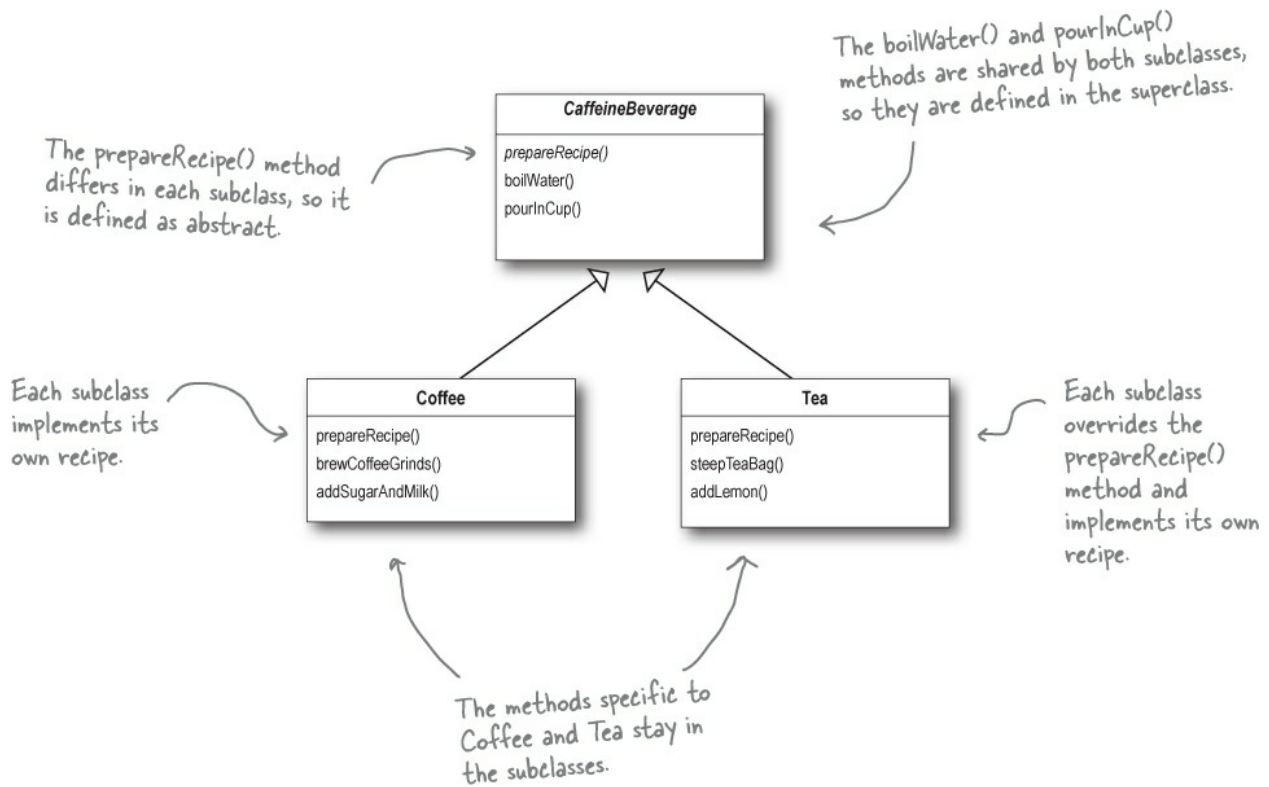 The boilWater() and pourInCup()
methods are shared by both subclasses,
so they are defined in the superclass.
CaffeineBeverage
prepareRecipe()
boilWater()
pourInCup()
The prepareRecipe() method
differs in each subclass, so it
is defined as abstract.
Each subclass
implements its
own recipe.
Coffee
prepareRecipe()
brewCoffeeGrinds()
addSugarAndMilk()
Tea
prepareRecipe()
steepTeaBag()
addLemon()
Each subclass
overrides the
prepareRecipe()
method and
implements its own
recipe.
The methods specific to
Coffee and Tea stay in
the subclasses.